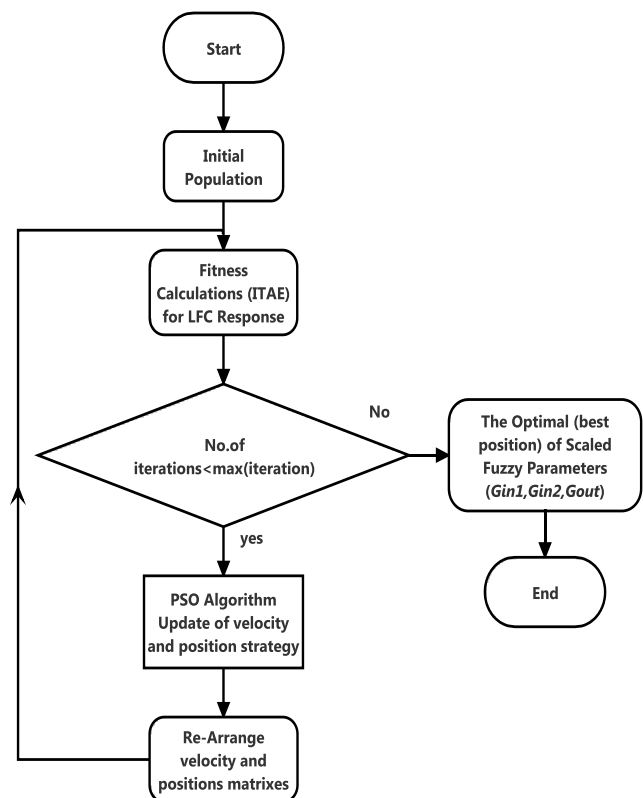 Start
Initial
Population
Fitness
Calculations (ITAE)
for LFC Response
No.of
iterations<max(iteration)
No
The Optimal (best
position) of Scaled
Fuzzy Parameters
(Gin1,Gin2,Gout)
End
yes
PSO Algorithm
Update of velocity
and position strategy
Re-Arrange
velocity and
positions matrixes